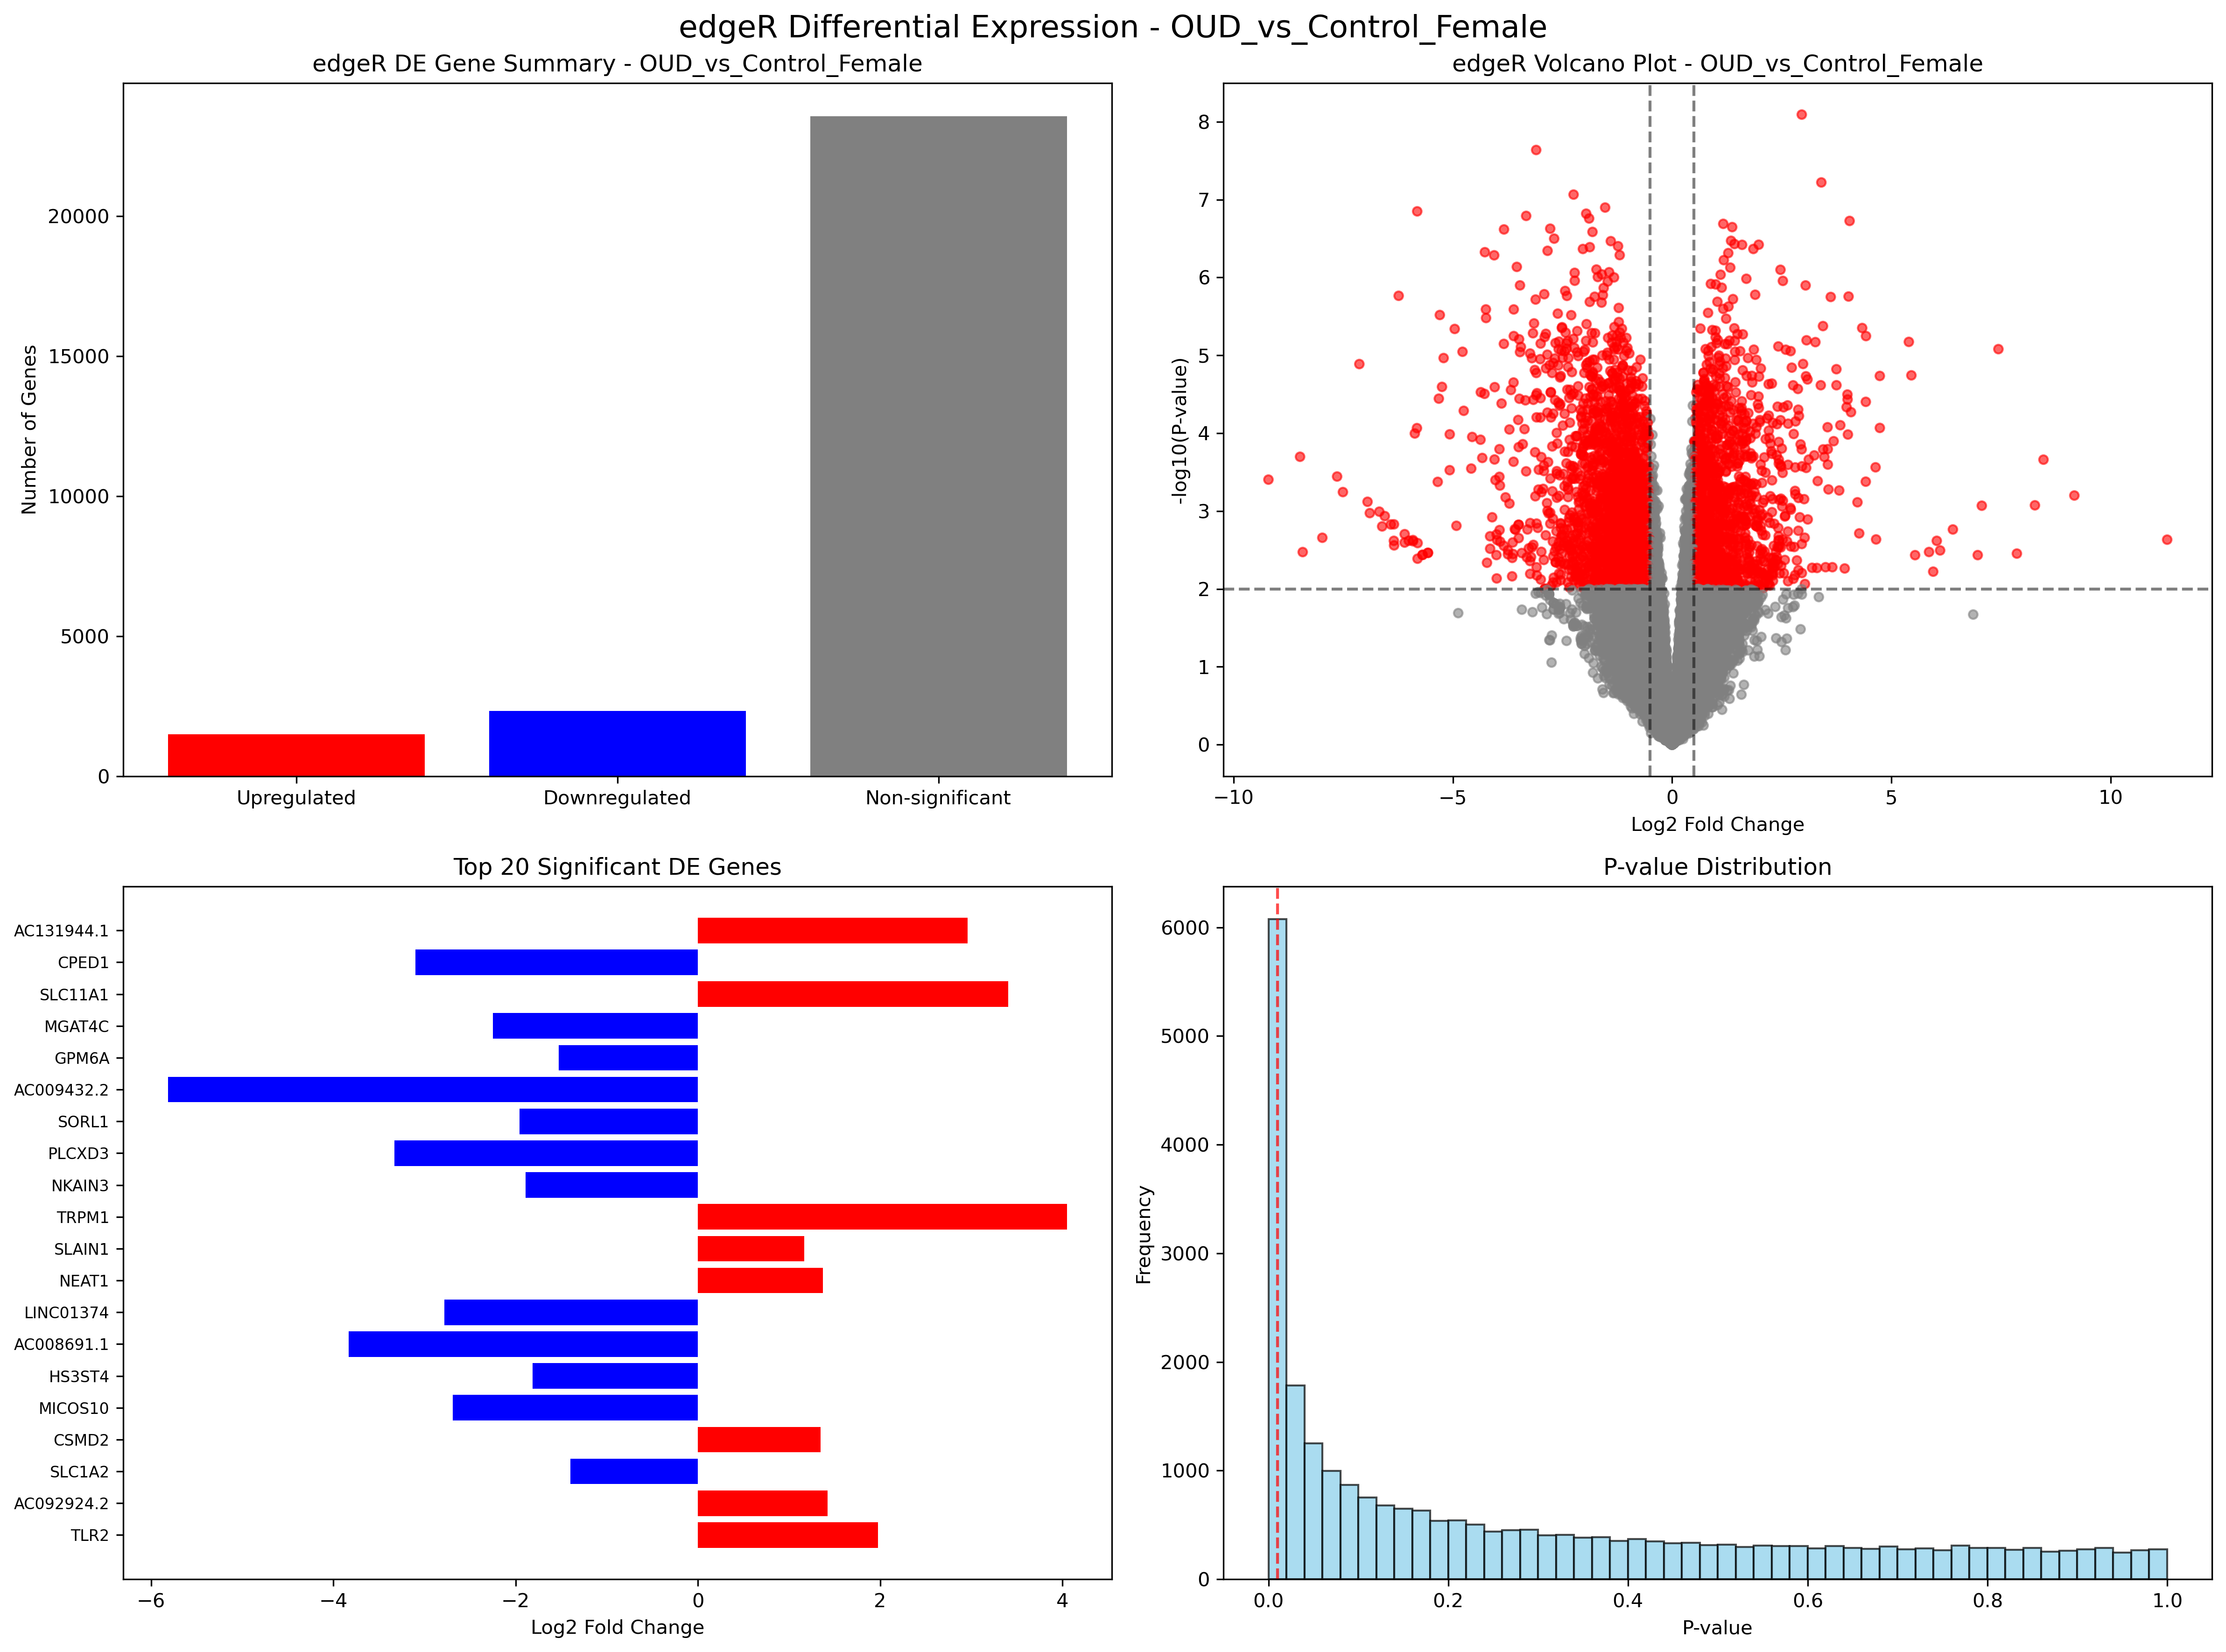 edgeR Differential Expression - OUD_vs_Control_Female
edgeR DE Gene Summary - OUD_vs_Control_Female
Number of Genes
20000
15000
10000
5000
0
Upregulated Downregulated Non-significant
edgeR Volcano Plot - OUD_vs_Control_Female
-log10(P-value)
8
7
6
5
4
3
2
1
0
−10 −5 0 5 10
Log2 Fold Change
Top 20 Significant DE Genes
AC131944.1
CPED1
SLC11A1
MGAT4C
GPM6A
AC009432.2
SORL1
PLCXD3
NKAIN3
TRPM1
SLAIN1
NEAT1
LINC01374
AC008691.1
HS3ST4
MICOS10
CSMD2
SLC1A2
AC092924.2
TLR2
−6 −4 −2 0 2 4
Log2 Fold Change
P-value Distribution
Frequency
6000
5000
4000
3000
2000
1000
0
0.0 0.2 0.4 0.6 0.8 1.0
P-value